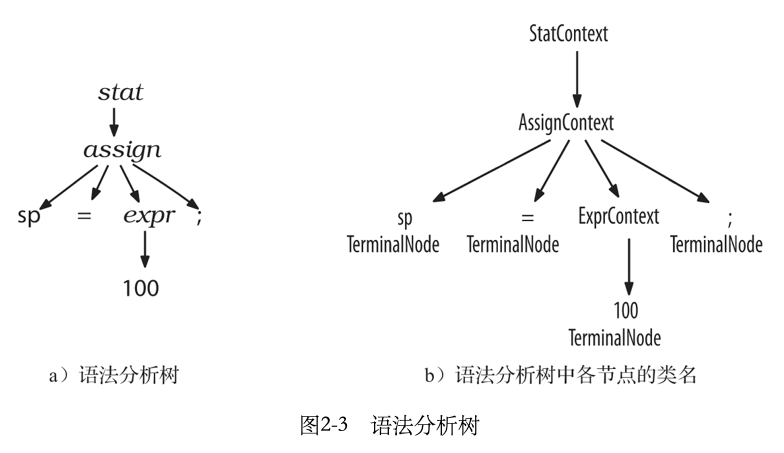 stat
assign
sp = expr ;
100
a）语法分析树
StatContext
AssignContext
sp = ExprContext ;
TerminalNode TerminalNode TerminalNode
100
TerminalNode
b）语法分析树中各节点的类名
图2-3 语法分析树